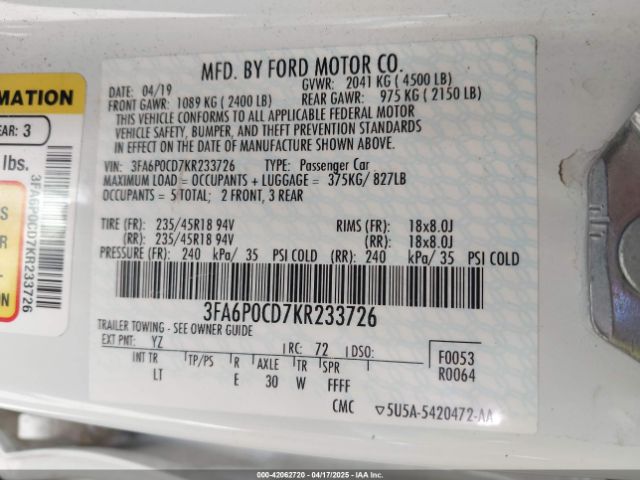 MFD. BY FORD MOTOR CO.
DATE: 04/19 GVWR: 2041 KG ( 4500 LB)
FRONT GAWR: 1089 KG ( 2400 LB) REAR GAWR: 975 KG ( 2150 LB)
THIS VEHICLE CONFORMS TO ALL APPLICABLE FEDERAL MOTOR
VEHICLE SAFETY, BUMPER, AND THEFT PREVENTION STANDARDS
IN EFFECT ON THE DATE OF MANUFACTURE SHOWN ABOVE.
VIN: 3FA6P0CD7KR233726 TYPE: Passenger Car
MAXIMUM LOAD = OCCUPANTS + LUGGAGE = 375KG/ 827LB
OCCUPANTS = 5 TOTAL; 2 FRONT, 3 REAR
TIRE (FR): 235/45R18 94V RIMS (FR): 18x8.0J
(RR): 235/45R18 94V (RR): 18x8.0J
PRESSURE (FR): 240 kPa/ 35 PSI COLD (RR): 240 kPa/ 35 PSI COLD
3FA6P0CD7KR233726
TRAILER TOWING - SEE OWNER GUIDE
EXT PNT: YZ RC: 72 DSO:
INT TR TP/PS R AXLE TR SPR
LT E 30 W FFFF
F0053
R0064
CMC ▽5U5A-5420472-AA
RMATION
EAR: 3
lbs.
3FA6P0CD7KR233726
000-42062720 - 04/17/2025 - IAAI.COM